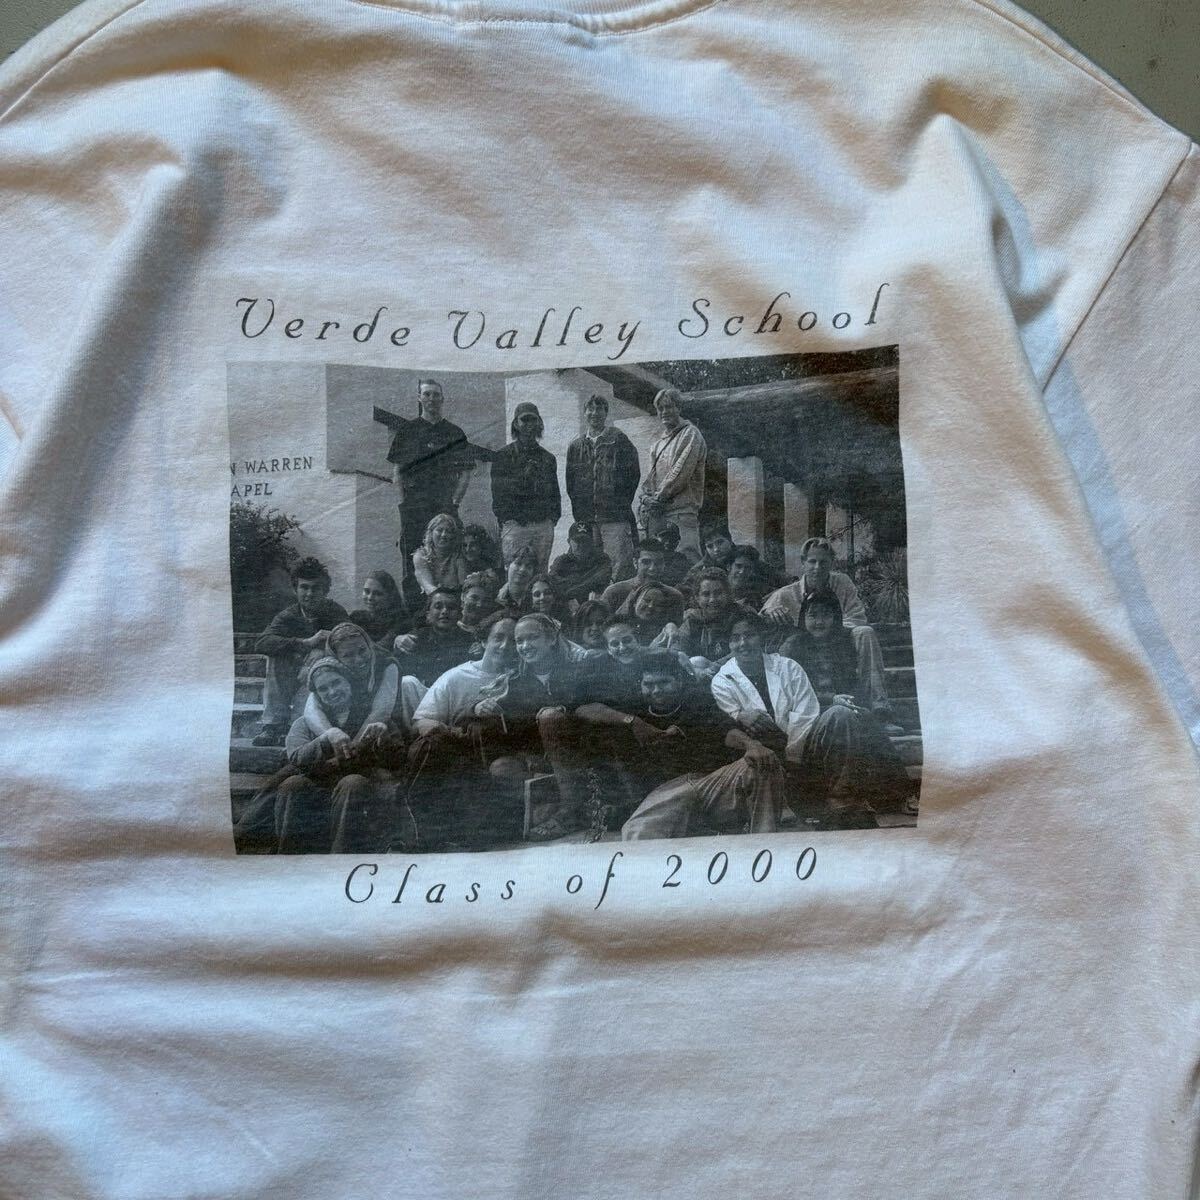 Verde Valley School
N WARREN
APEL
Class of 2000